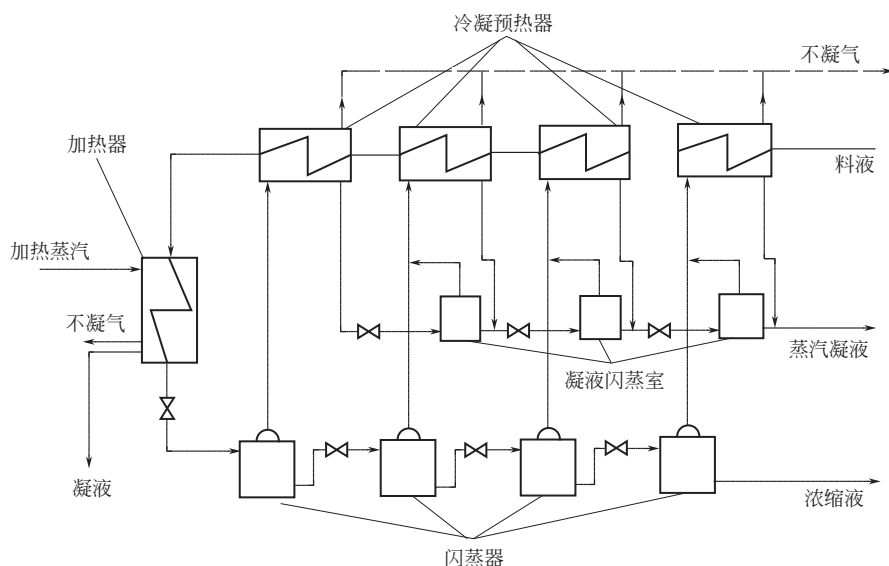 冷凝预热器
不凝气
加热器
料液
加热蒸汽
不凝气
蒸汽凝液
凝液闪蒸室
凝液
浓缩液
闪蒸器